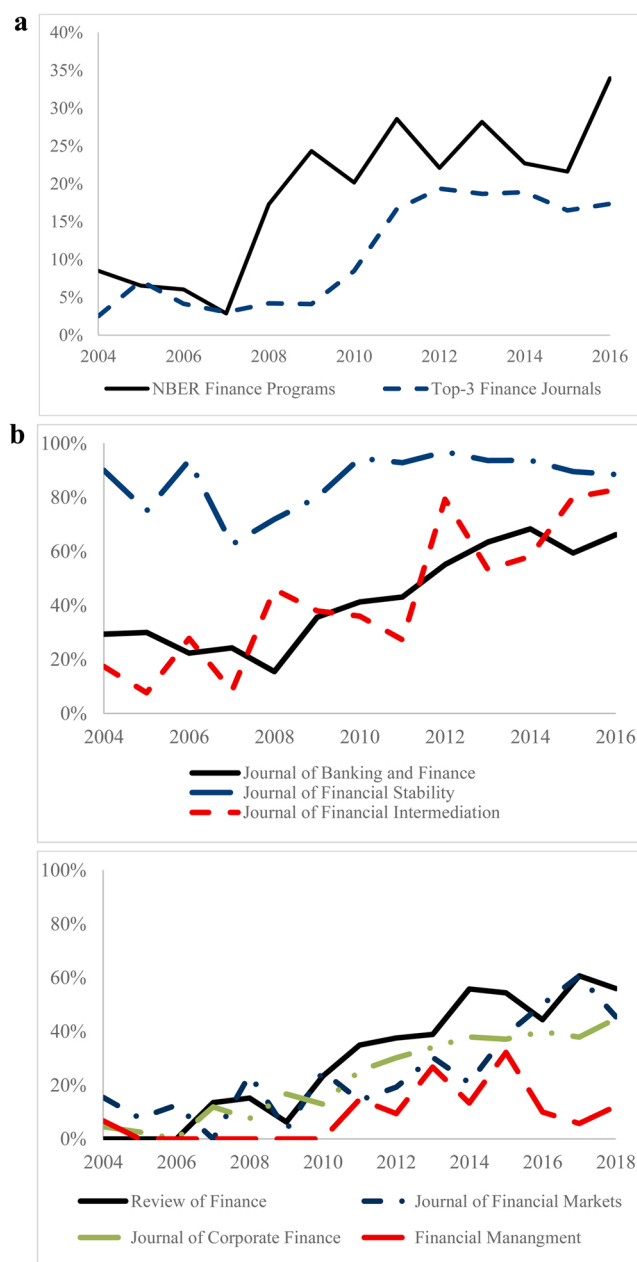 a
40%
35%
30%
25%
20%
15%
10%
5%
0%
2004 2006 2008 2010 2012 2014 2016
NBER Finance Programs Top-3 Finance Journals
b
100%
80%
60%
40%
20%
0%
2004 2006 2008 2010 2012 2014 2016
Journal of Banking and Finance
Journal of Financial Stability
Journal of Financial Intermediation
100%
80%
60%
40%
20%
0%
2004 2006 2008 2010 2012 2014 2016 2018
Review of Finance Journal of Financial Markets
Journal of Corporate Finance Financial Manangment